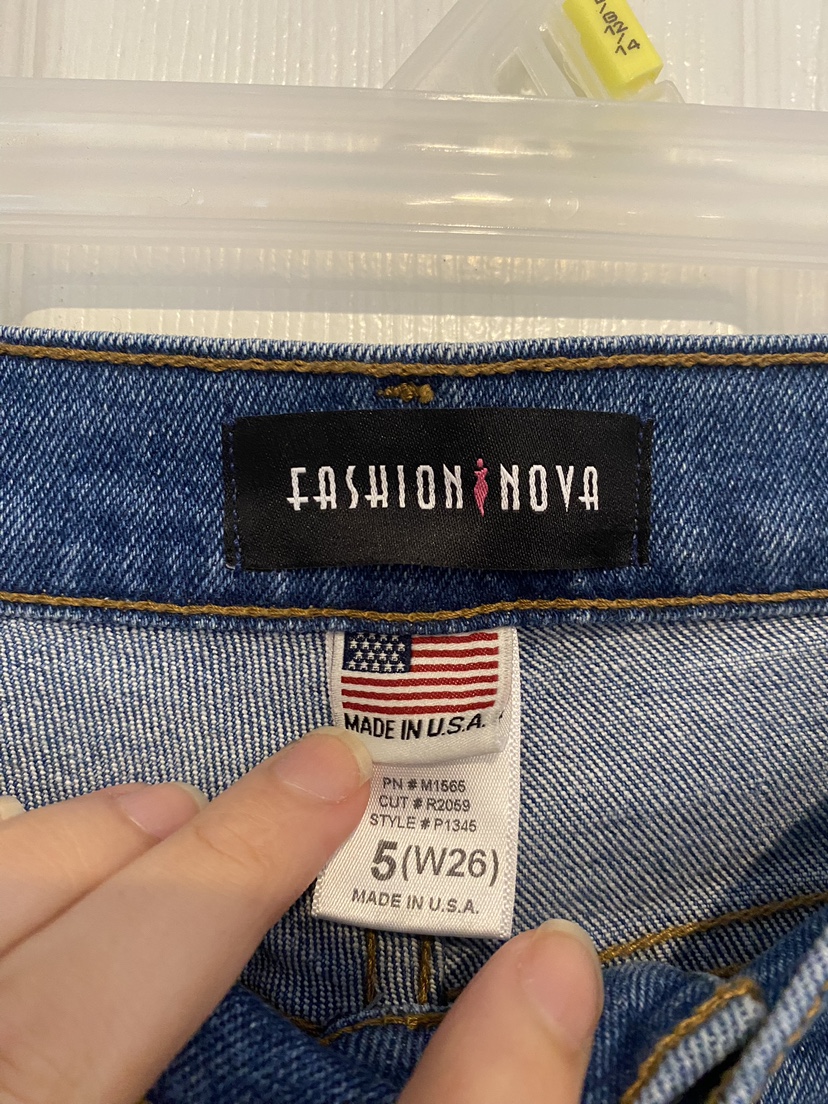 FASHION NOVA
MADE IN U.S.A.
PN # M1565
CUT # R2059
STYLE # P1345
5(W26)
MADE IN U.S.A.